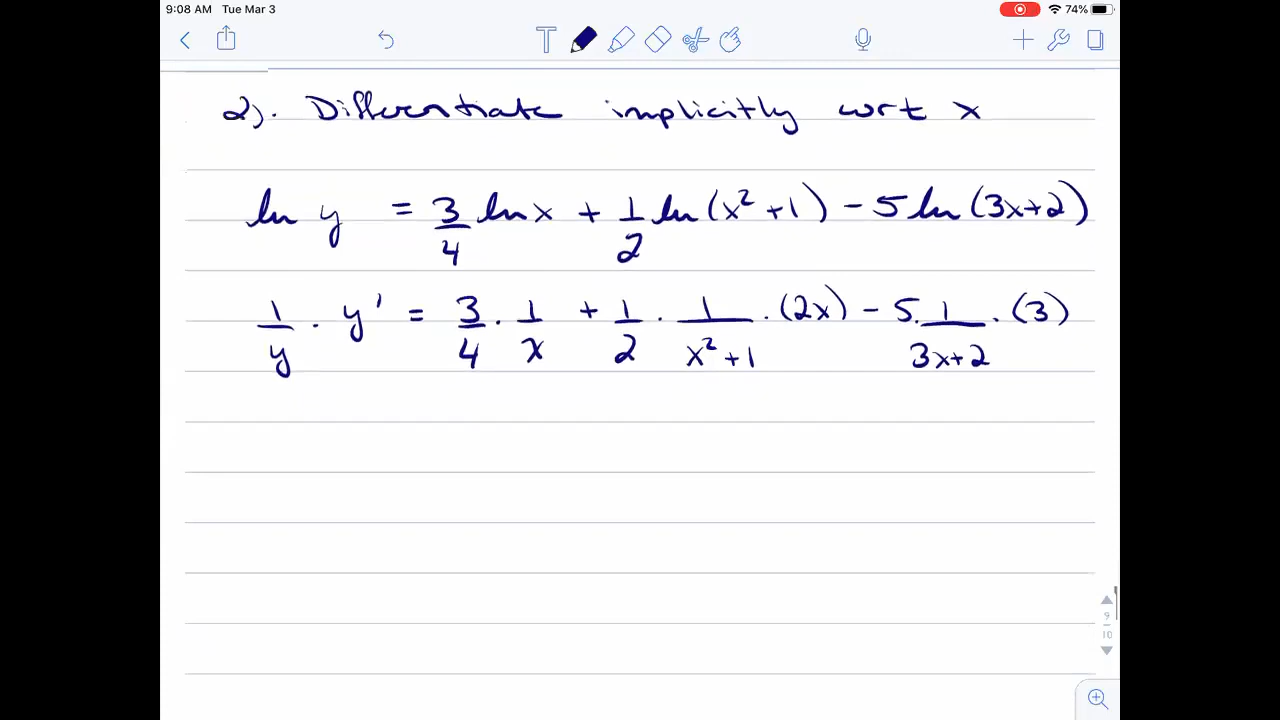 9:08 AM Tue Mar 3 74%
T
2). Differentiate implicitly wrt x
ln y = 3/4 ln x + 1/2 ln (x² + 1) - 5 ln (3x+2)
1/y · y' = 3/4 · 1/x + 1/2 · 1/(x² + 1) · (2x) - 5 · 1/(3x+2) · (3)
9
10